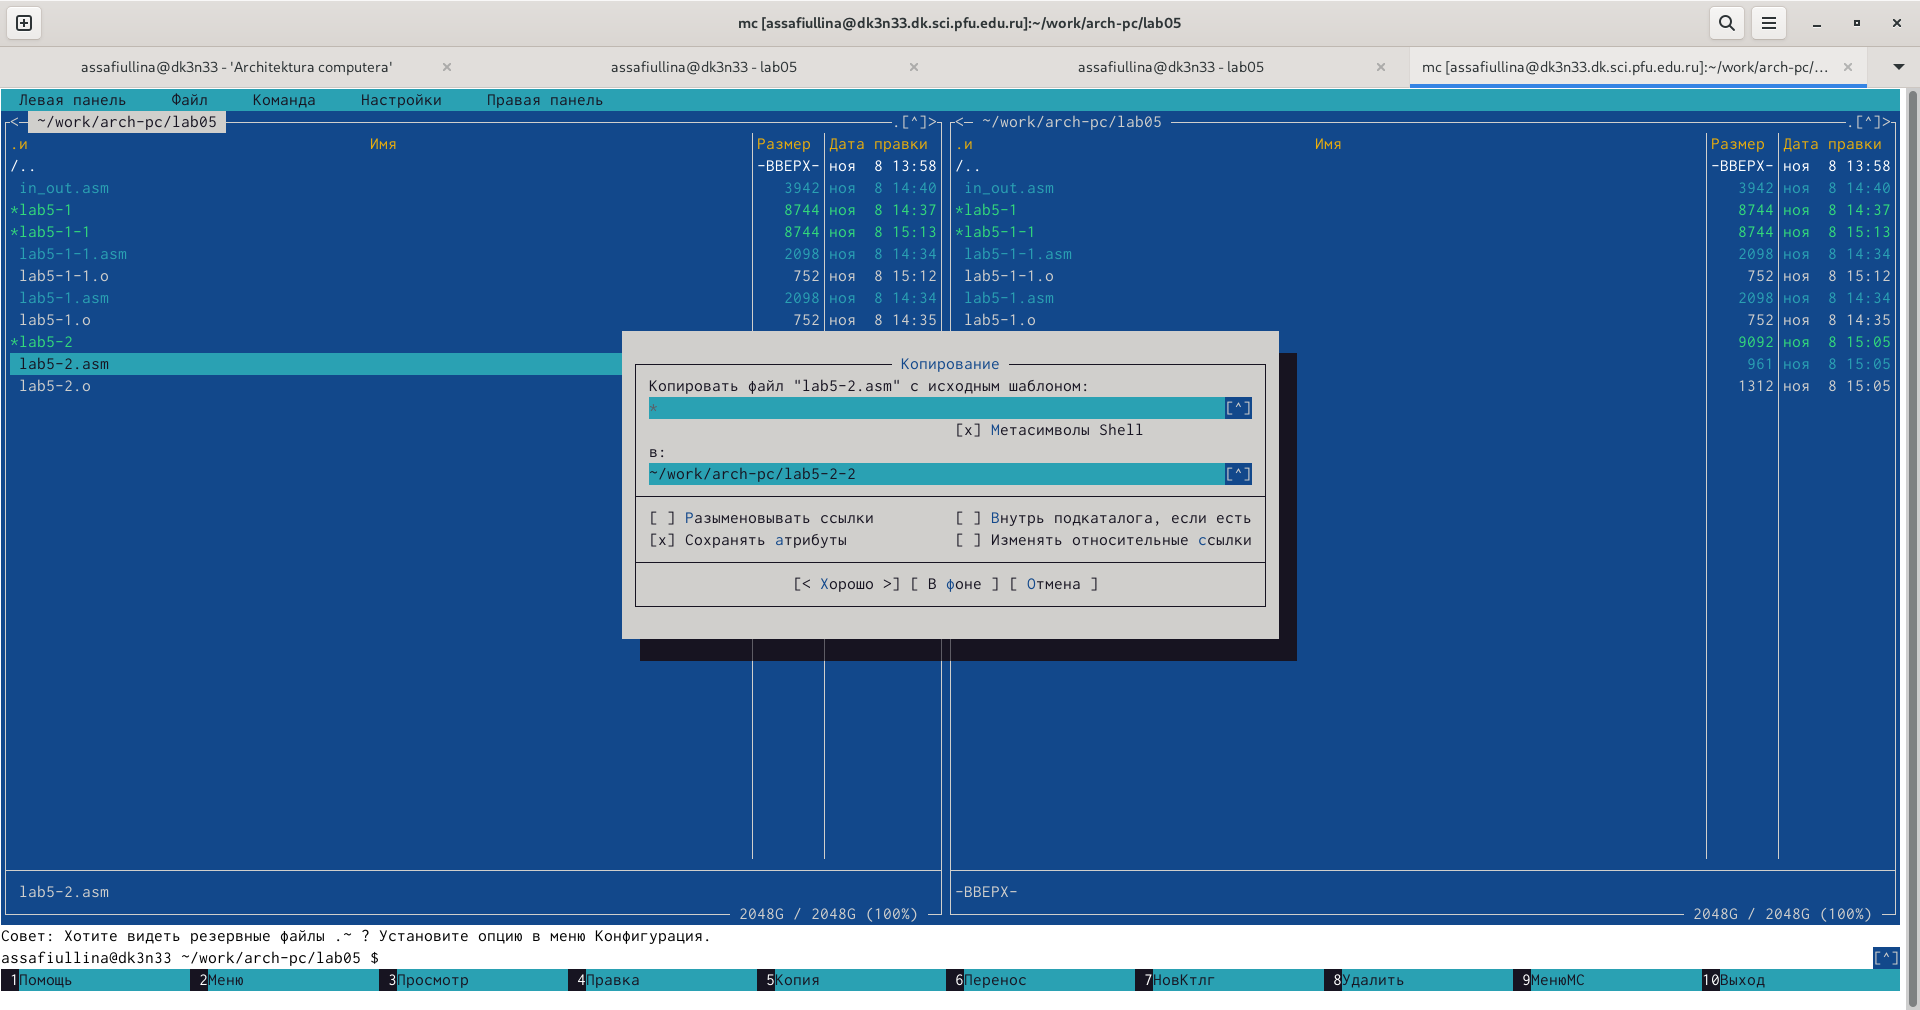 mc [assafiullina@dk3n33.dk.sci.pfu.edu.ru]:~/work/arch-pc/lab05
assafiullina@dk3n33 - 'Architektura computera' × assafiullina@dk3n33 - lab05 × assafiullina@dk3n33 - lab05 × mc [assafiullina@dk3n33.dk.sci.pfu.edu.ru]:~/work/arch-pc/... ×
Левая панель Файл Команда Настройки Правая панель
<─ ~/work/arch-pc/lab05 .[^]> <─ ~/work/arch-pc/lab05 .[^]>
.и Имя Размер Дата правки .и Имя Размер Дата правки
/.. -ВВЕРХ- ноя 8 13:58 /.. -ВВЕРХ- ноя 8 13:58
in_out.asm 3942 ноя 8 14:40 in_out.asm 3942 ноя 8 14:40
*lab5-1 8744 ноя 8 14:37 *lab5-1 8744 ноя 8 14:37
*lab5-1-1 8744 ноя 8 15:13 *lab5-1-1 8744 ноя 8 15:13
lab5-1-1.asm 2098 ноя 8 14:34 lab5-1-1.asm 2098 ноя 8 14:34
lab5-1-1.o 752 ноя 8 15:12 lab5-1-1.o 752 ноя 8 15:12
lab5-1.asm 2098 ноя 8 14:34 lab5-1.asm 2098 ноя 8 14:34
lab5-1.o 752 ноя 8 14:35 lab5-1.o 752 ноя 8 14:35
*lab5-2 9092 ноя 8 15:05
lab5-2.asm 961 ноя 8 15:05
lab5-2.o 1312 ноя 8 15:05
Копирование
Копировать файл "lab5-2.asm" с исходным шаблоном:
* [^]
[x] Метасимволы Shell
в:
~/work/arch-pc/lab5-2-2 [^]
[ ] Разыменовывать ссылки [ ] Внутрь подкаталога, если есть
[x] Сохранять атрибуты [ ] Изменять относительные ссылки
[< Хорошо >] [ В фоне ] [ Отмена ]
lab5-2.asm -ВВЕРХ-
2048G / 2048G (100%) 2048G / 2048G (100%)
Совет: Хотите видеть резервные файлы .~ ? Установите опцию в меню Конфигурация.
assafiullina@dk3n33 ~/work/arch-pc/lab05 $ [^]
1Помощь 2Меню 3Просмотр 4Правка 5Копия 6Перенос 7НовКтлг 8Удалить 9МенюMC 10Выход